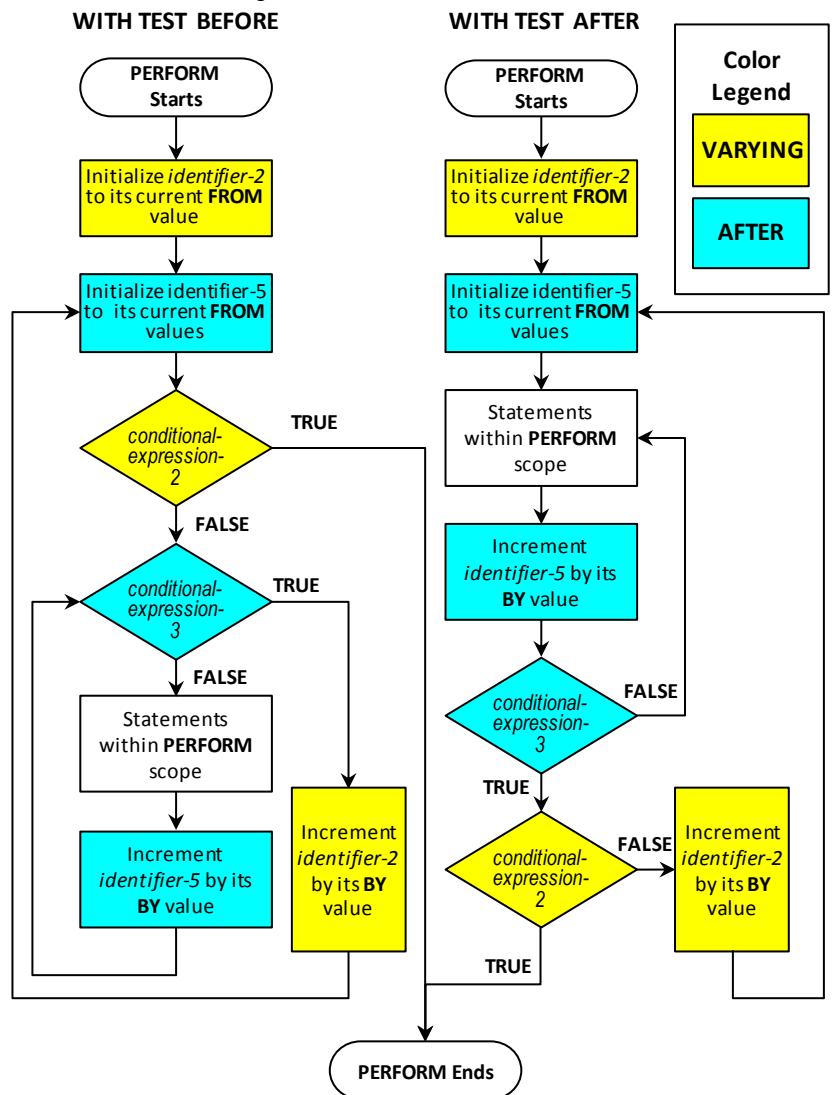 WITH TEST BEFORE
PERFORM
Starts
Initialize identifier-2
to its current FROM
value
Initialize identifier-5
to its current FROM
values
conditional-
expression-
2
TRUE
FALSE
conditional-
expression-
3
TRUE
FALSE
Statements
within PERFORM
scope
Increment
identifier-5 by its
BY value
Increment
identifier-2
by its BY
value
WITH TEST AFTER
PERFORM
Starts
Initialize identifier-2
to its current FROM
value
Initialize identifier-5
to its current FROM
values
Statements
within PERFORM
scope
Increment
identifier-5 by its
BY value
conditional-
expression-
3
FALSE
TRUE
conditional-
expression-
2
FALSE
Increment
identifier-2
by its BY
value
TRUE
PERFORM Ends
Color
Legend
VARYING
AFTER